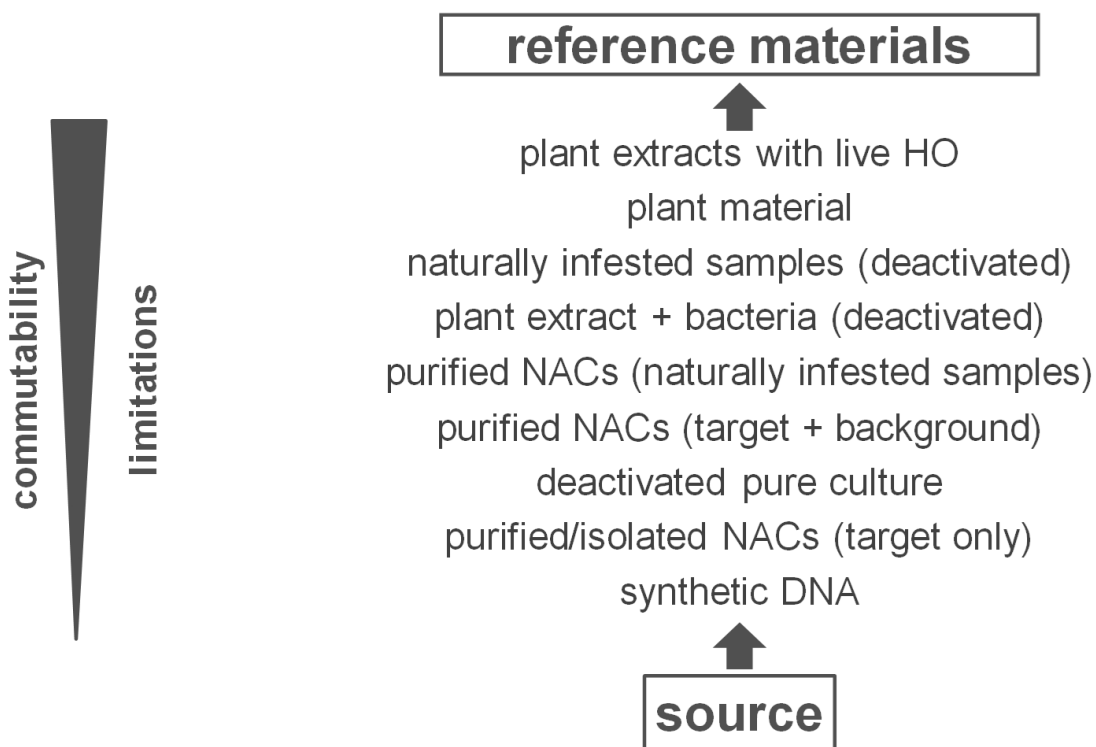 reference materials
plant extracts with live HO
plant material
naturally infested samples (deactivated)
plant extract + bacteria (deactivated)
purified NACs (naturally infested samples)
purified NACs (target + background)
deactivated pure culture
purified/isolated NACs (target only)
synthetic DNA
source
commutability
limitations